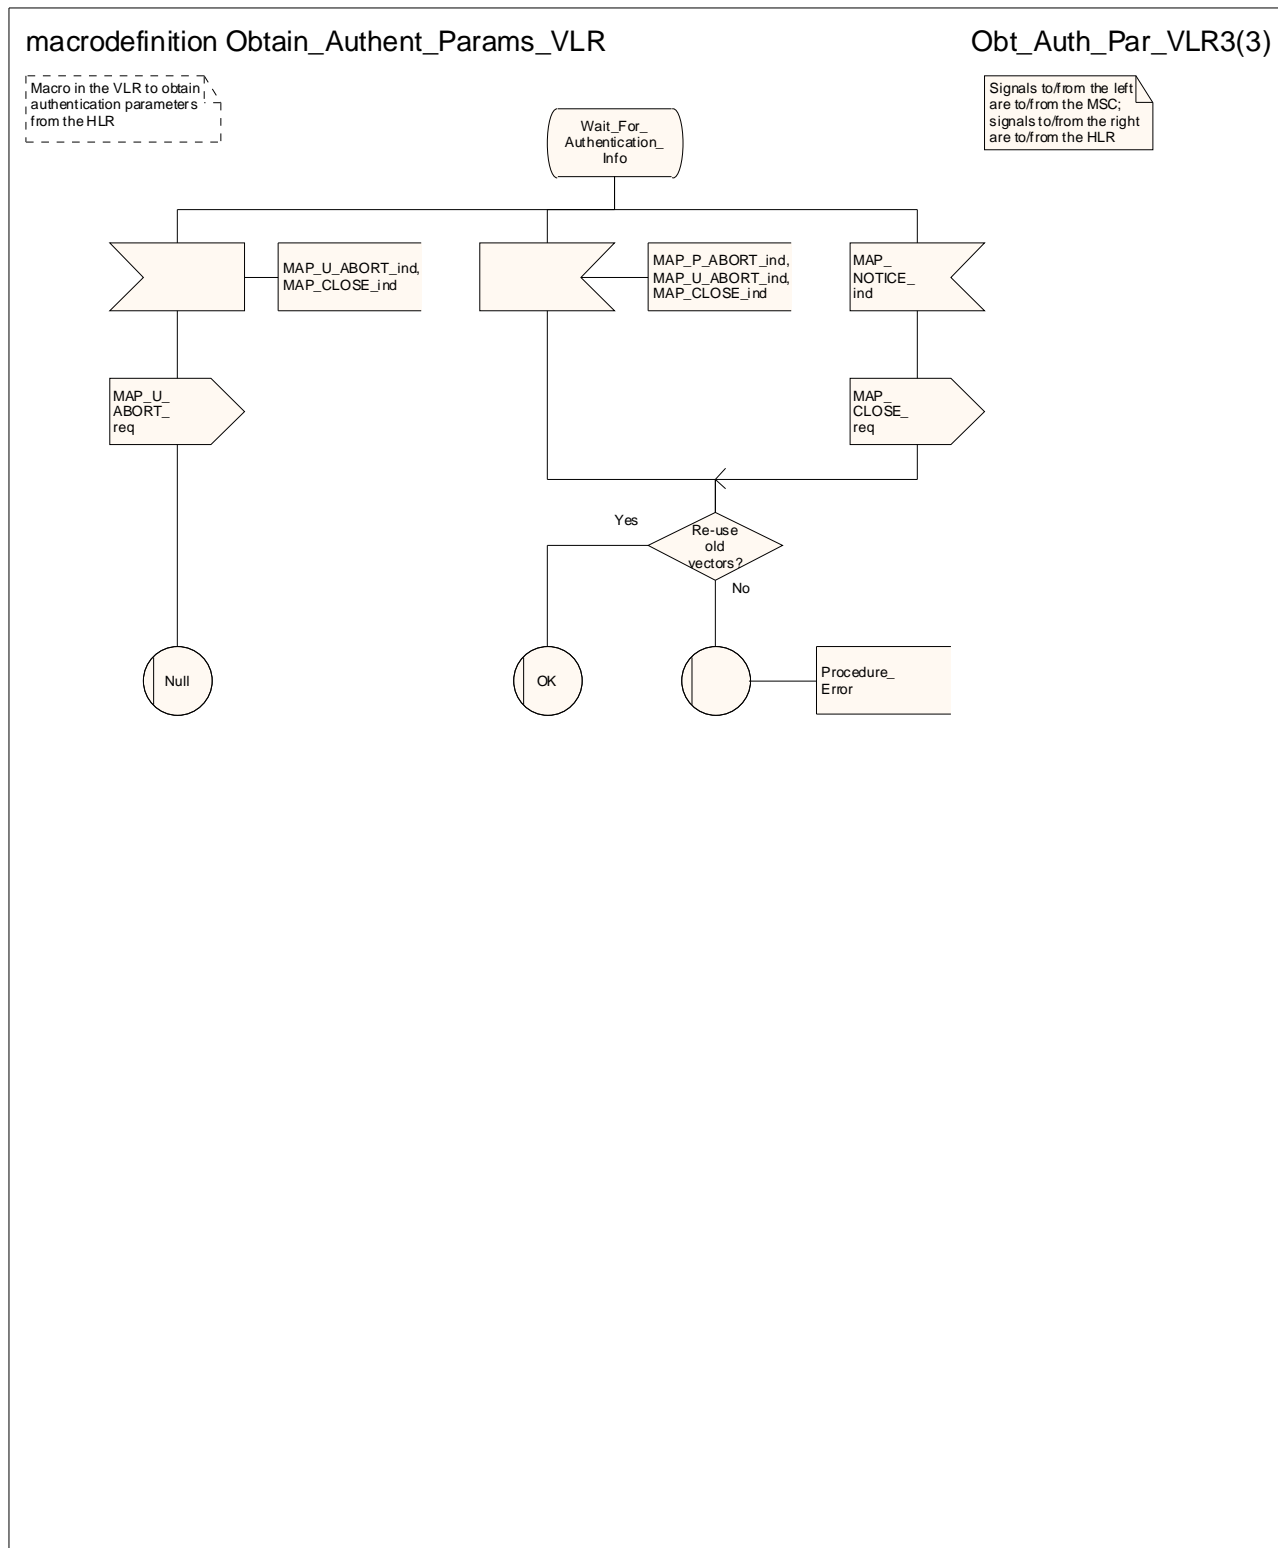 macrodefinition Obtain_Authent_Params_VLR
Obt_Auth_Par_VLR3(3)
Macro in the VLR to obtain
authentication parameters
from the HLR
Signals to/from the left
are to/from the MSC;
signals to/from the right
are to/from the HLR
Wait_For_
Authentication_
Info
MAP_U_ABORT_ind,
MAP_CLOSE_ind
MAP_P_ABORT_ind,
MAP_U_ABORT_ind,
MAP_CLOSE_ind
MAP_
NOTICE_
ind
MAP_U_
ABORT_
req
MAP_
CLOSE_
req
Yes
Re-use
old
vectors?
No
Null
OK
Procedure_
Error